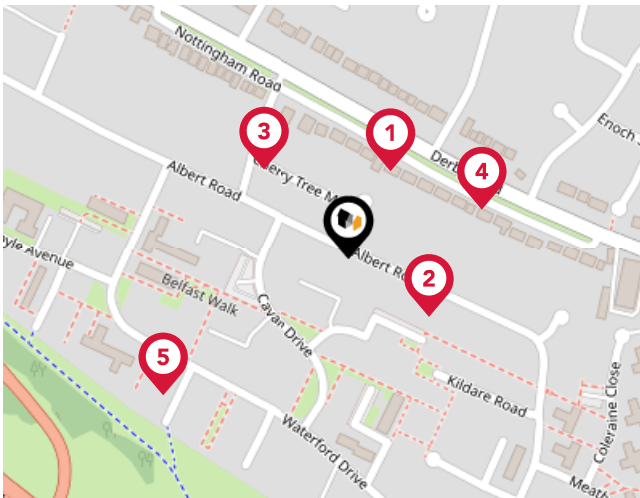 Nottingham Road
Enoch S
3
1
Derb
4
Cherry Tree M
Albert Road
Albert Ro
2
yle Avenue
Belfast Walk
Cavan Drive
5
Kildare Road
Coleraine Close
Waterford Drive
Meath